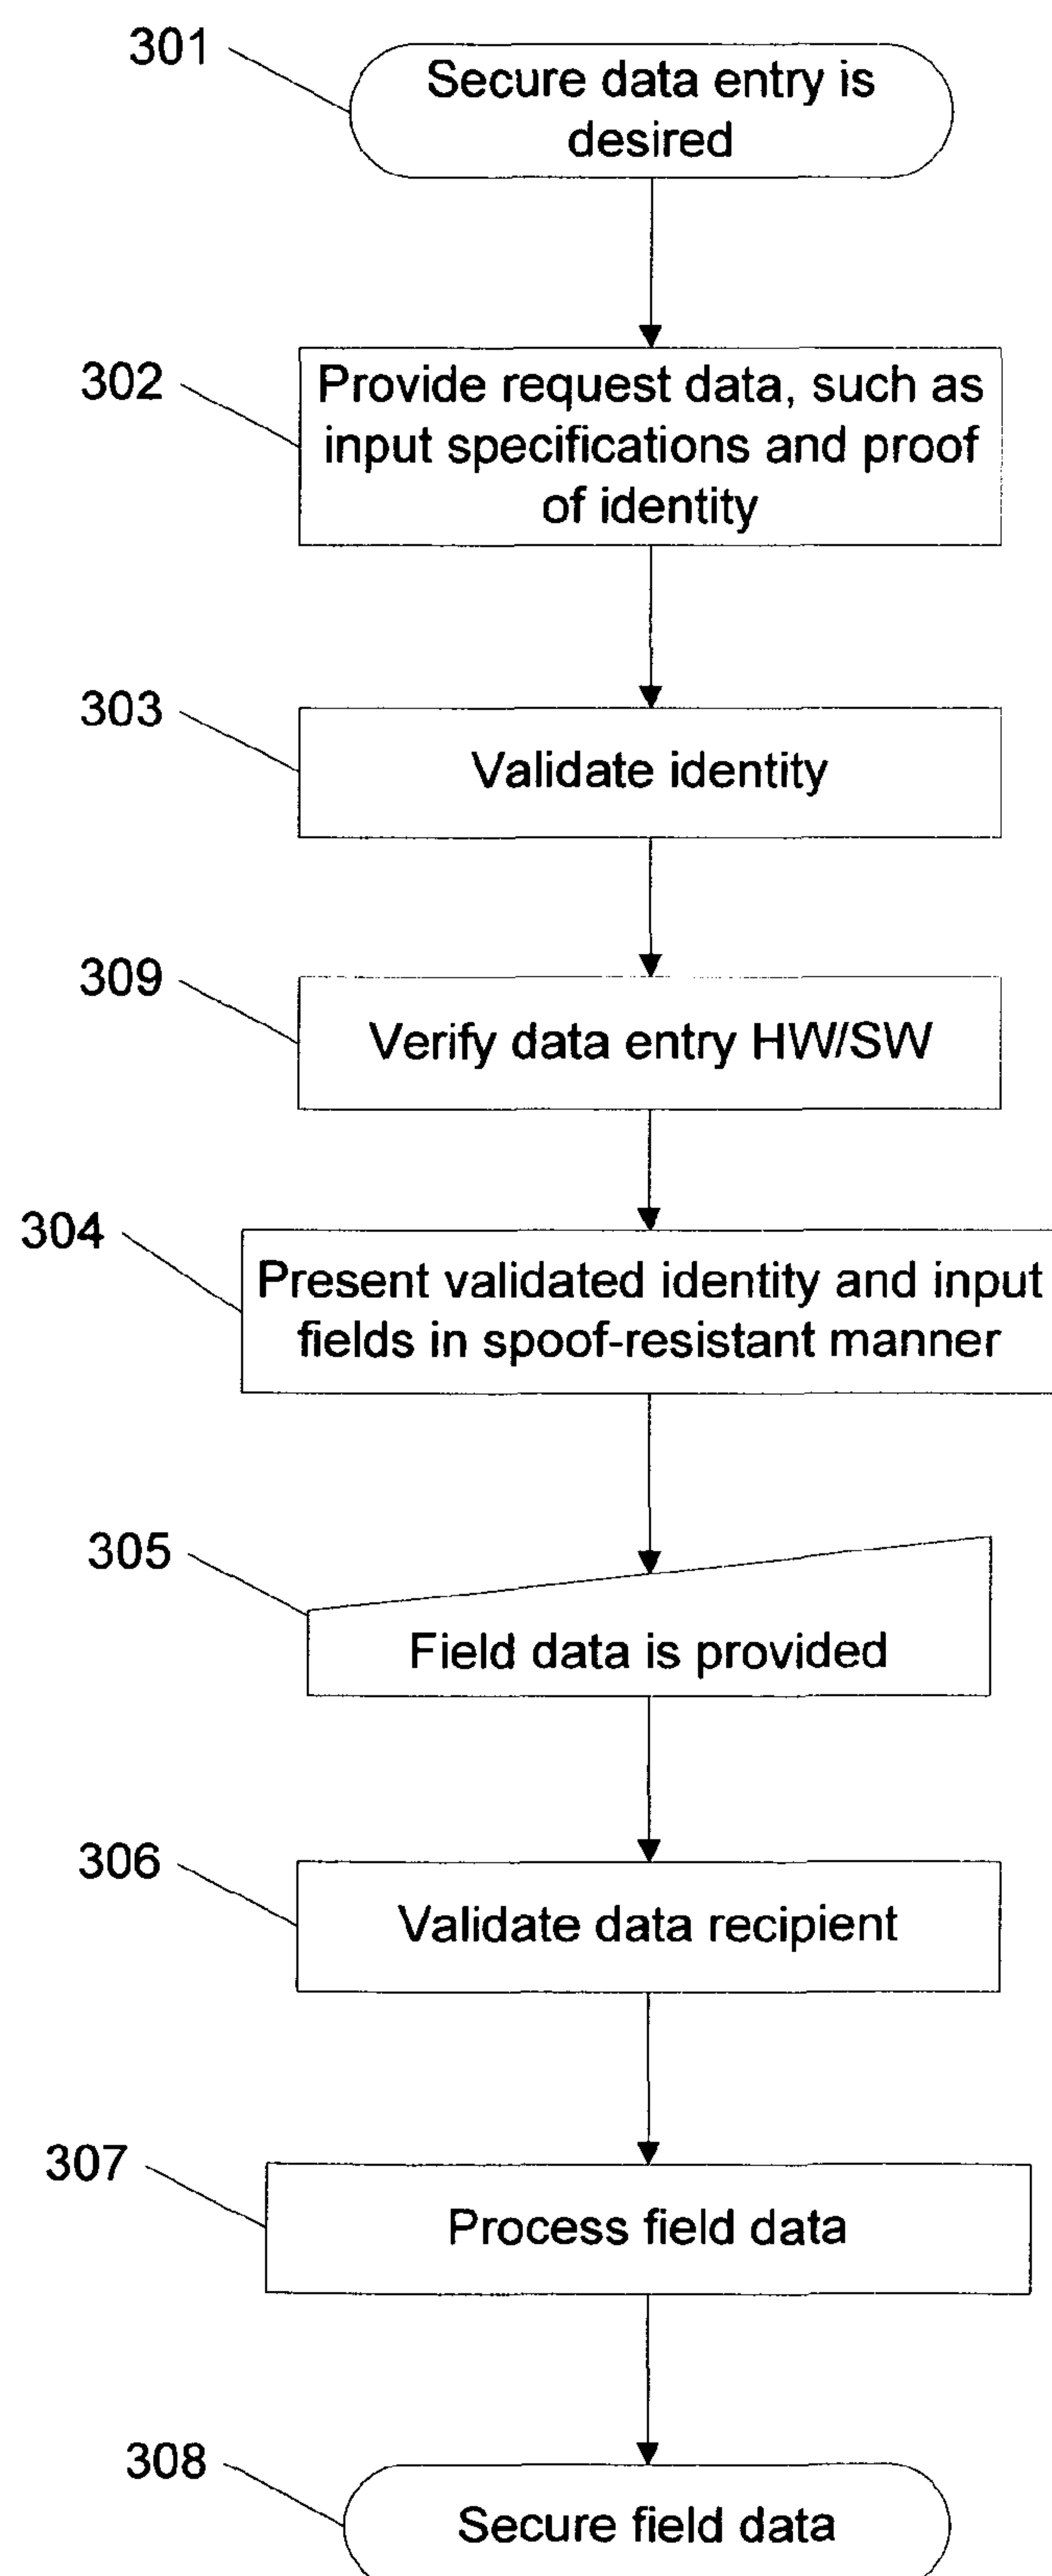 301
Secure data entry is
desired
302
Provide request data, such as
input specifications and proof
of identity
303
Validate identity
309
Verify data entry HW/SW
304
Present validated identity and input
fields in spoof-resistant manner
305
Field data is provided
306
Validate data recipient
307
Process field data
308
Secure field data